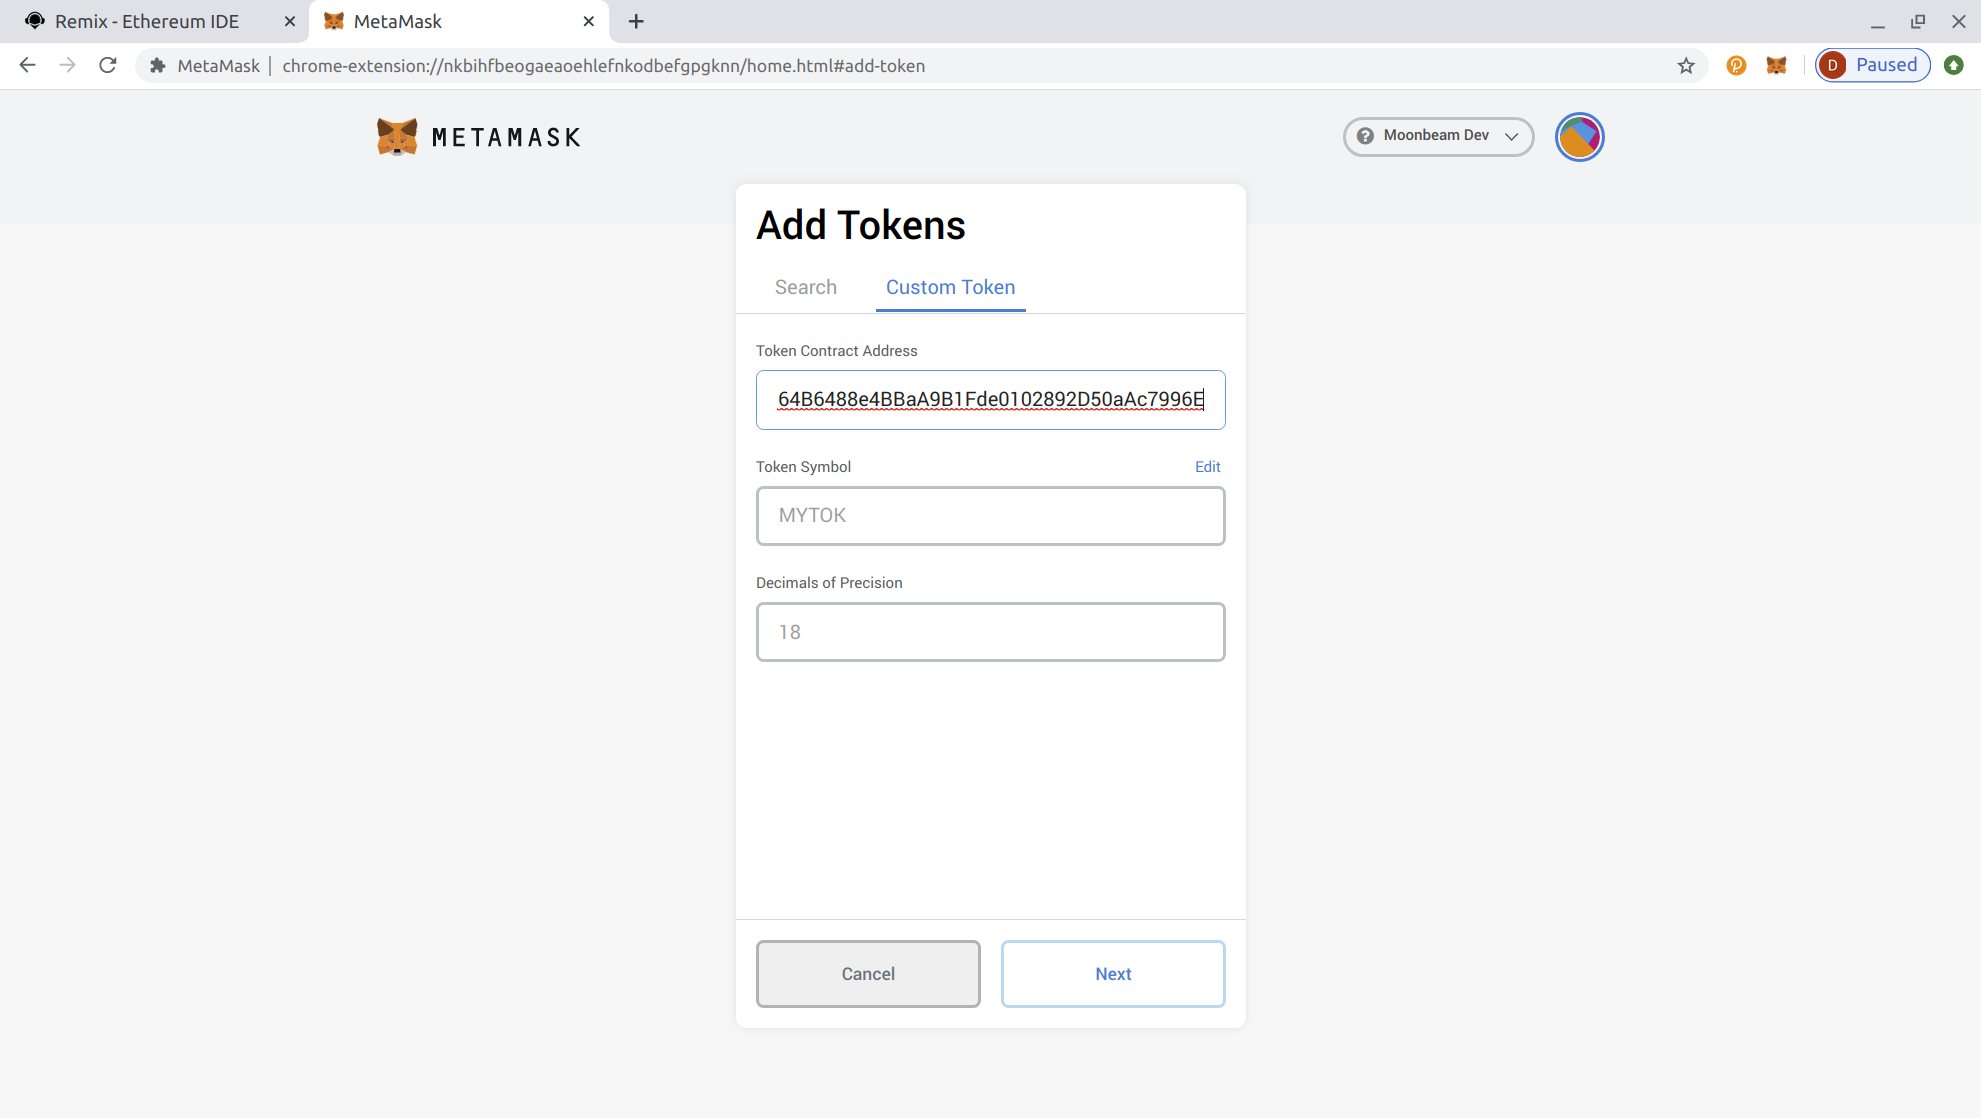 Remix - Ethereum IDE
MetaMask
MetaMask | chrome-extension://nkbihfbeogaeaoehlefnkodbefgpgknn/home.html#add-token
D Paused
METAMASK
? Moonbeam Dev
Add Tokens
Search Custom Token
Token Contract Address
64B6488e4BBaA9B1Fde0102892D50aAc7996E
Token Symbol Edit
MYTOK
Decimals of Precision
18
Cancel Next